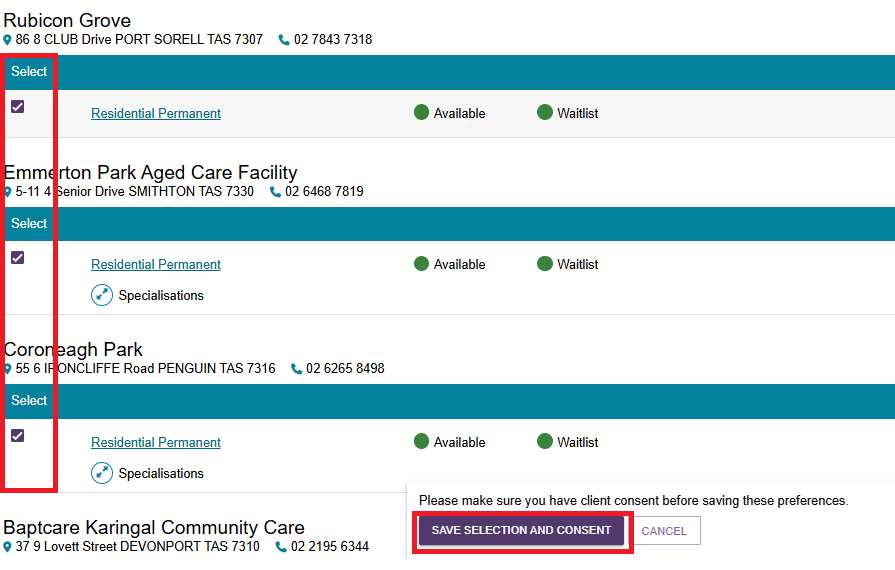 Rubicon Grove
86 8 CLUB Drive PORT SORELL TAS 7307 02 7843 7318
Select
Residential Permanent Available Waitlist
Emmerton Park Aged Care Facility
5-11 4 Senior Drive SMITHTON TAS 7330 02 6468 7819
Select
Residential Permanent Available Waitlist
Specialisations
Coroneagh Park
55 6 IRONCLIFFE Road PENGUIN TAS 7316 02 6265 8498
Select
Residential Permanent Available Waitlist
Specialisations
Please make sure you have client consent before saving these preferences.
Baptcare Karingal Community Care
SAVE SELECTION AND CONSENT CANCEL
37 9 Lovett Street DEVONPORT TAS 7310 02 2195 6344